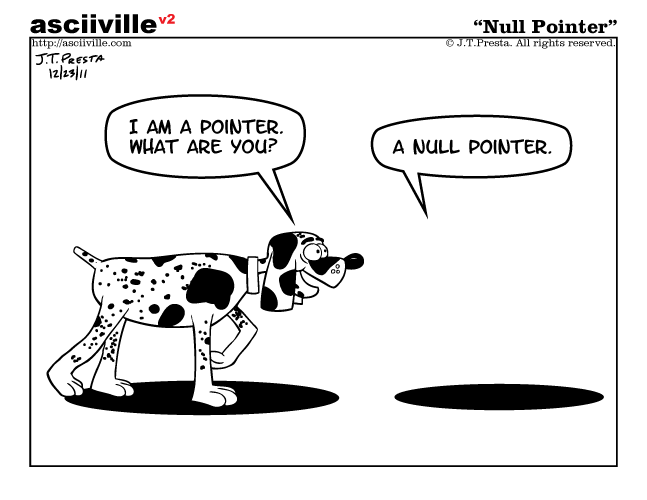 asciiville v2
“Null Pointer”
http://asciiville.com
© J.T.Presta. All rights reserved.
J.T. PRESTA
12/23/11
I AM A POINTER.
WHAT ARE YOU?
A NULL POINTER.